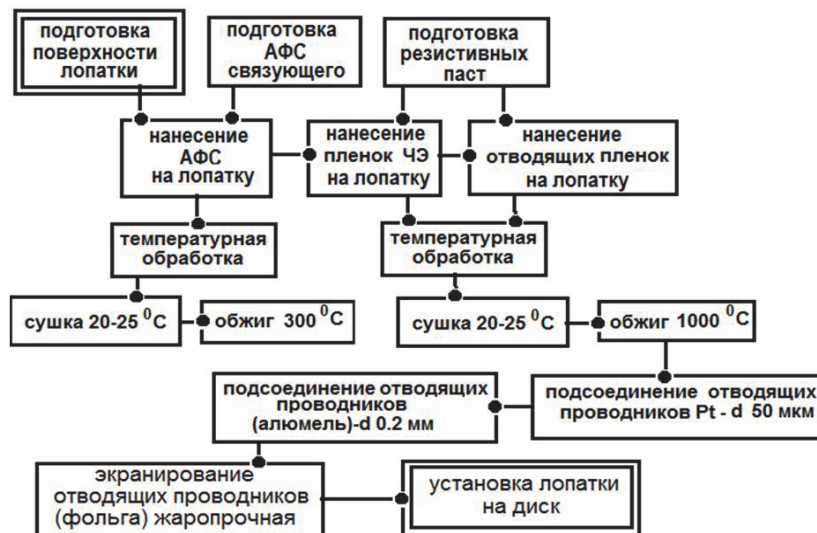 подготовка
поверхности
лопатки
подготовка
АФС
связующего
подготовка
резистивных
паст
нанесение
АФС
на лопатку
нанесение
пленок ЧЭ
на лопатку
нанесение
отводящих пленок
на лопатку
температурная
обработка
температурная
обработка
сушка 20-25 ⁰С
обжиг 300 ⁰С
сушка 20-25 ⁰С
обжиг 1000 ⁰С
подсоединение отводящих
проводников
(алюмель)-d 0.2 мм
подсоединение отводящих
проводников Pt - d 50 мкм
экранирование
отводящих проводников
(фольга) жаропрочная
установка лопатки
на диск